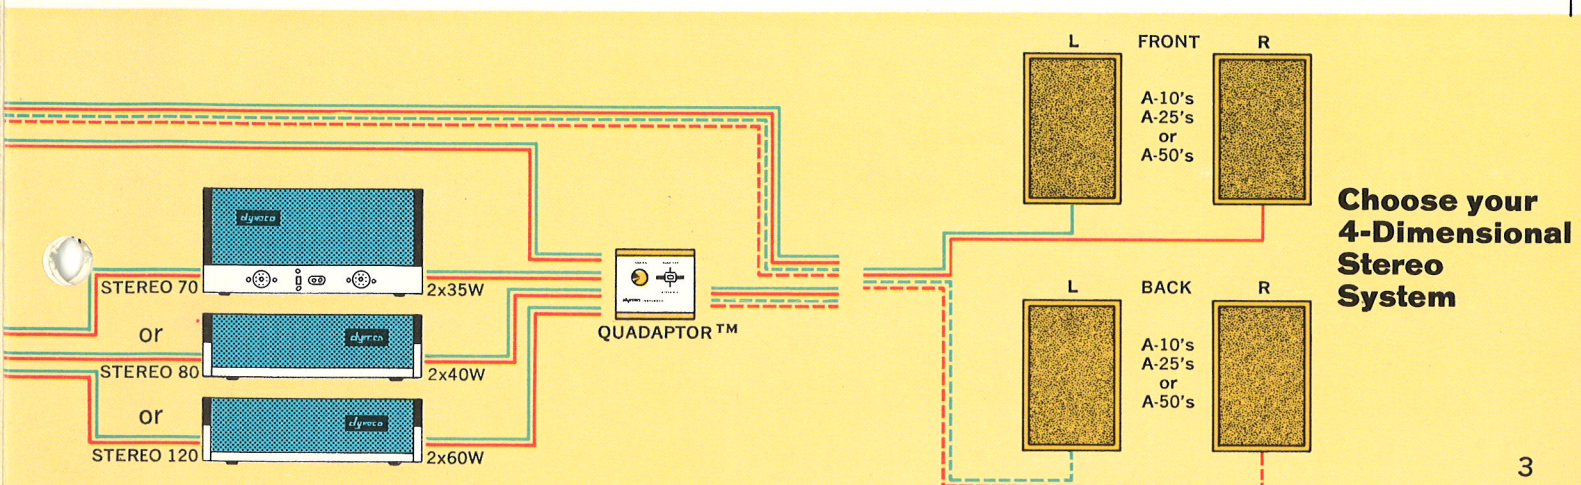 L FRONT R
A-10's
A-25's
or
A-50's
Choose your
4-Dimensional
Stereo
System
dynaco
STEREO 70
2x35W
or
dynaco
STEREO 80
2x40W
or
dynaco
STEREO 120
2x60W
QUADAPTOR™
L BACK R
A-10's
A-25's
or
A-50's
3